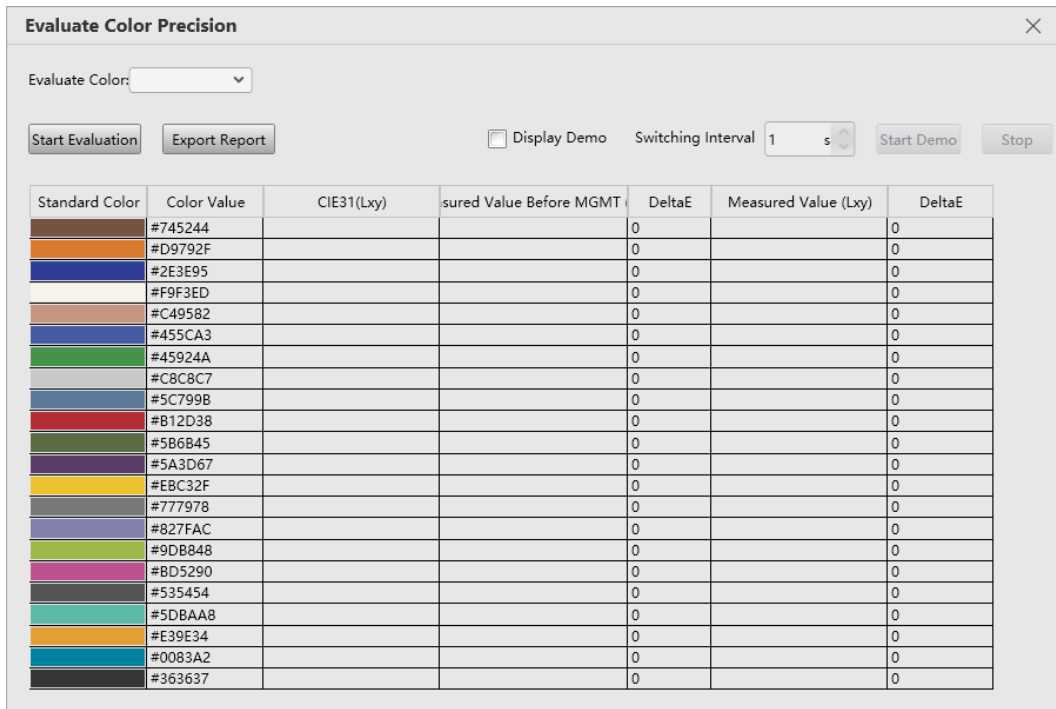 Evaluate Color Precision
Evaluate Color:
Start Evaluation Export Report Display Demo Switching Interval 1 s Start Demo Stop
Standard Color Color Value CIE31(Lxy) sured Value Before MGMT ( DeltaE Measured Value (Lxy) DeltaE
#745244 0 0
#D9792F 0 0
#2E3E95 0 0
#F9F3ED 0 0
#C49582 0 0
#455CA3 0 0
#45924A 0 0
#C8C8C7 0 0
#5C799B 0 0
#B12D38 0 0
#5B6B45 0 0
#5A3D67 0 0
#EBC32F 0 0
#777978 0 0
#827FAC 0 0
#9DB848 0 0
#BD5290 0 0
#535454 0 0
#5DBAA8 0 0
#E39E34 0 0
#0083A2 0 0
#363637 0 0